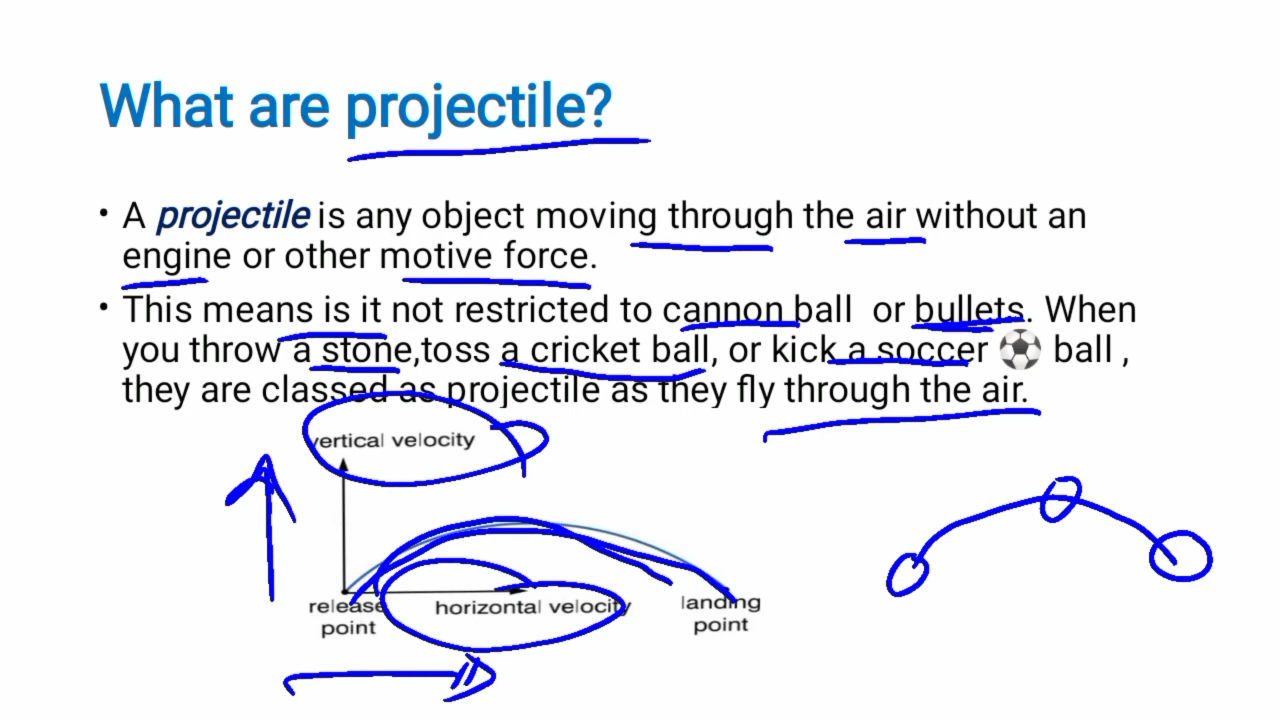 What are projectile?
• A projectile is any object moving through the air without an
engine or other motive force.
• This means is it not restricted to cannon ball or bullets. When
you throw a stone,toss a cricket ball, or kick a soccer ⚽ ball ,
they are classed as projectile as they fly through the air.
vertical velocity
release
point
horizontal velocity
landing
point